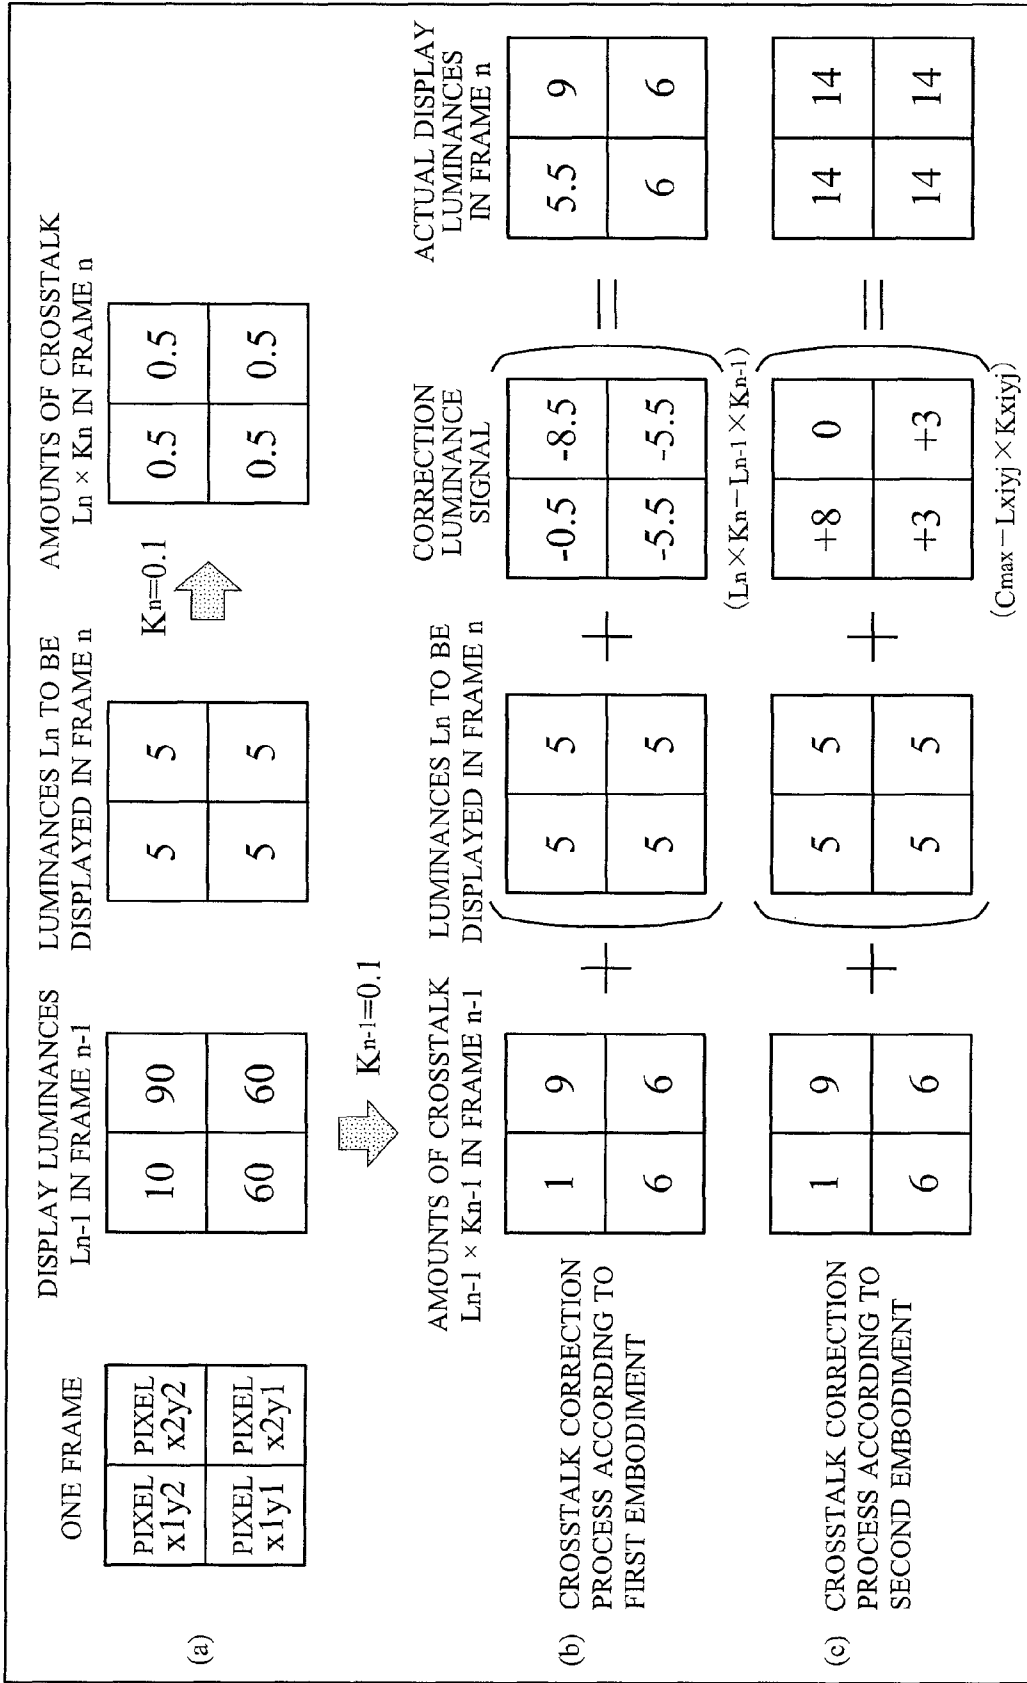 (a)
ONE FRAME
PIXEL x1y2
PIXEL x2y2
PIXEL x1y1
PIXEL x2y1
DISPLAY LUMINANCES
Ln-1 IN FRAME n-1
10 90
60 60
LUMINANCES Ln TO BE
DISPLAYED IN FRAME n
5 5
5 5
Kn=0.1
AMOUNTS OF CROSSTALK
Ln × Kn IN FRAME n
0.5 0.5
0.5 0.5
Kn-1=0.1
(b) CROSSTALK CORRECTION
PROCESS ACCORDING TO
FIRST EMBODIMENT
AMOUNTS OF CROSSTALK
Ln-1 × Kn-1 IN FRAME n-1
1 9
6 6
+
LUMINANCES Ln TO BE
DISPLAYED IN FRAME n
( 5 5
5 5
+
CORRECTION
LUMINANCE
SIGNAL
-0.5 -8.5 )
-5.5 -5.5
(Ln×Kn－Ln-1×Kn-1)
=
ACTUAL DISPLAY
LUMINANCES
IN FRAME n
5.5 9
6 6
(c) CROSSTALK CORRECTION
PROCESS ACCORDING TO
SECOND EMBODIMENT
1 9
6 6
+
( 5 5
5 5
+
+8 0 )
+3 +3
(Cmax－Lxiyj×Kxiyj)
=
14 14
14 14